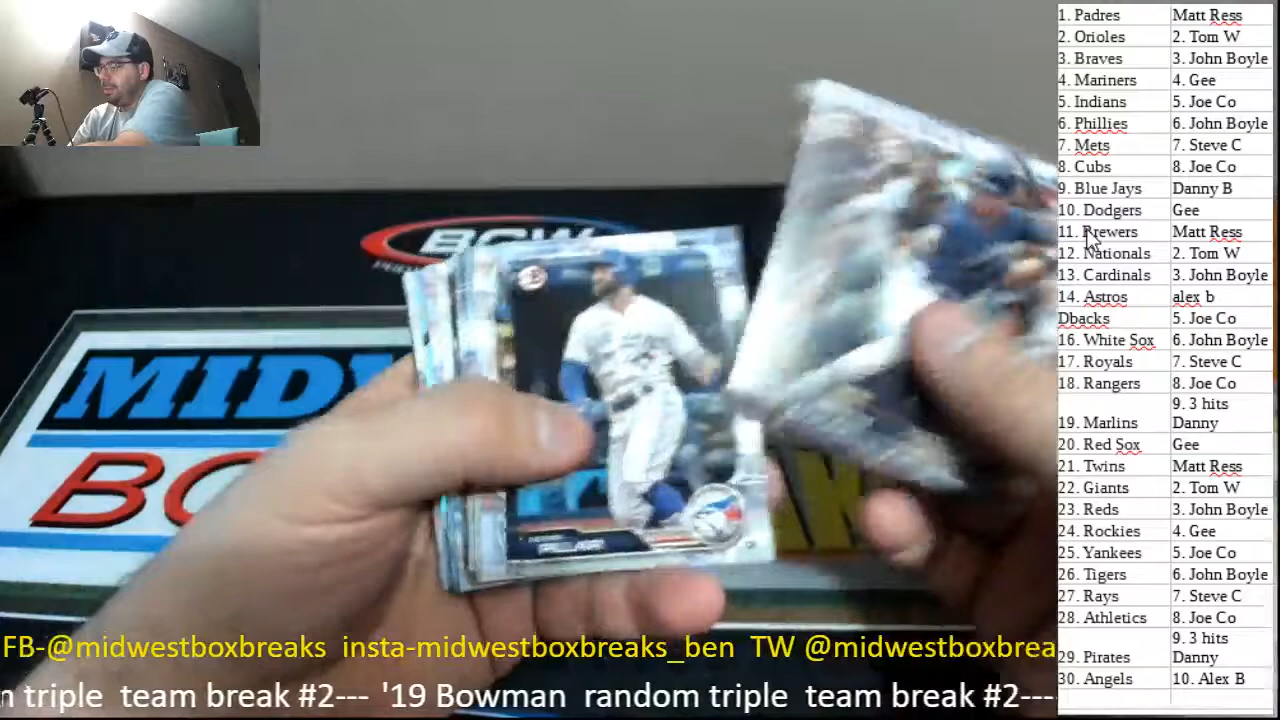 1. Padres Matt Ress
2. Orioles 2. Tom W
3. Braves 3. John Boyle
4. Mariners 4. Gee
5. Indians 5. Joe Co
6. Phillies 6. John Boyle
7. Mets 7. Steve C
8. Cubs 8. Joe Co
9. Blue Jays Danny B
10. Dodgers Gee
11. Brewers Matt Ress
12. Nationals 2. Tom W
13. Cardinals 3. John Boyle
14. Astros alex b
Dbacks 5. Joe Co
16. White Sox 6. John Boyle
17. Royals 7. Steve C
18. Rangers 8. Joe Co
9. 3 hits
19. Marlins Danny
20. Red Sox Gee
21. Twins Matt Ress
22. Giants 2. Tom W
23. Reds 3. John Boyle
24. Rockies 4. Gee
25. Yankees 5. Joe Co
26. Tigers 6. John Boyle
27. Rays 7. Steve C
28. Athletics 8. Joe Co
9. 3 hits
29. Pirates Danny
30. Angels 10. Alex B
BCW
MID
BO
PILLAR
FB-@midwestboxbreaks insta-midwestboxbreaks_ben TW @midwestboxbrea
n triple team break #2--- '19 Bowman random triple team break #2---